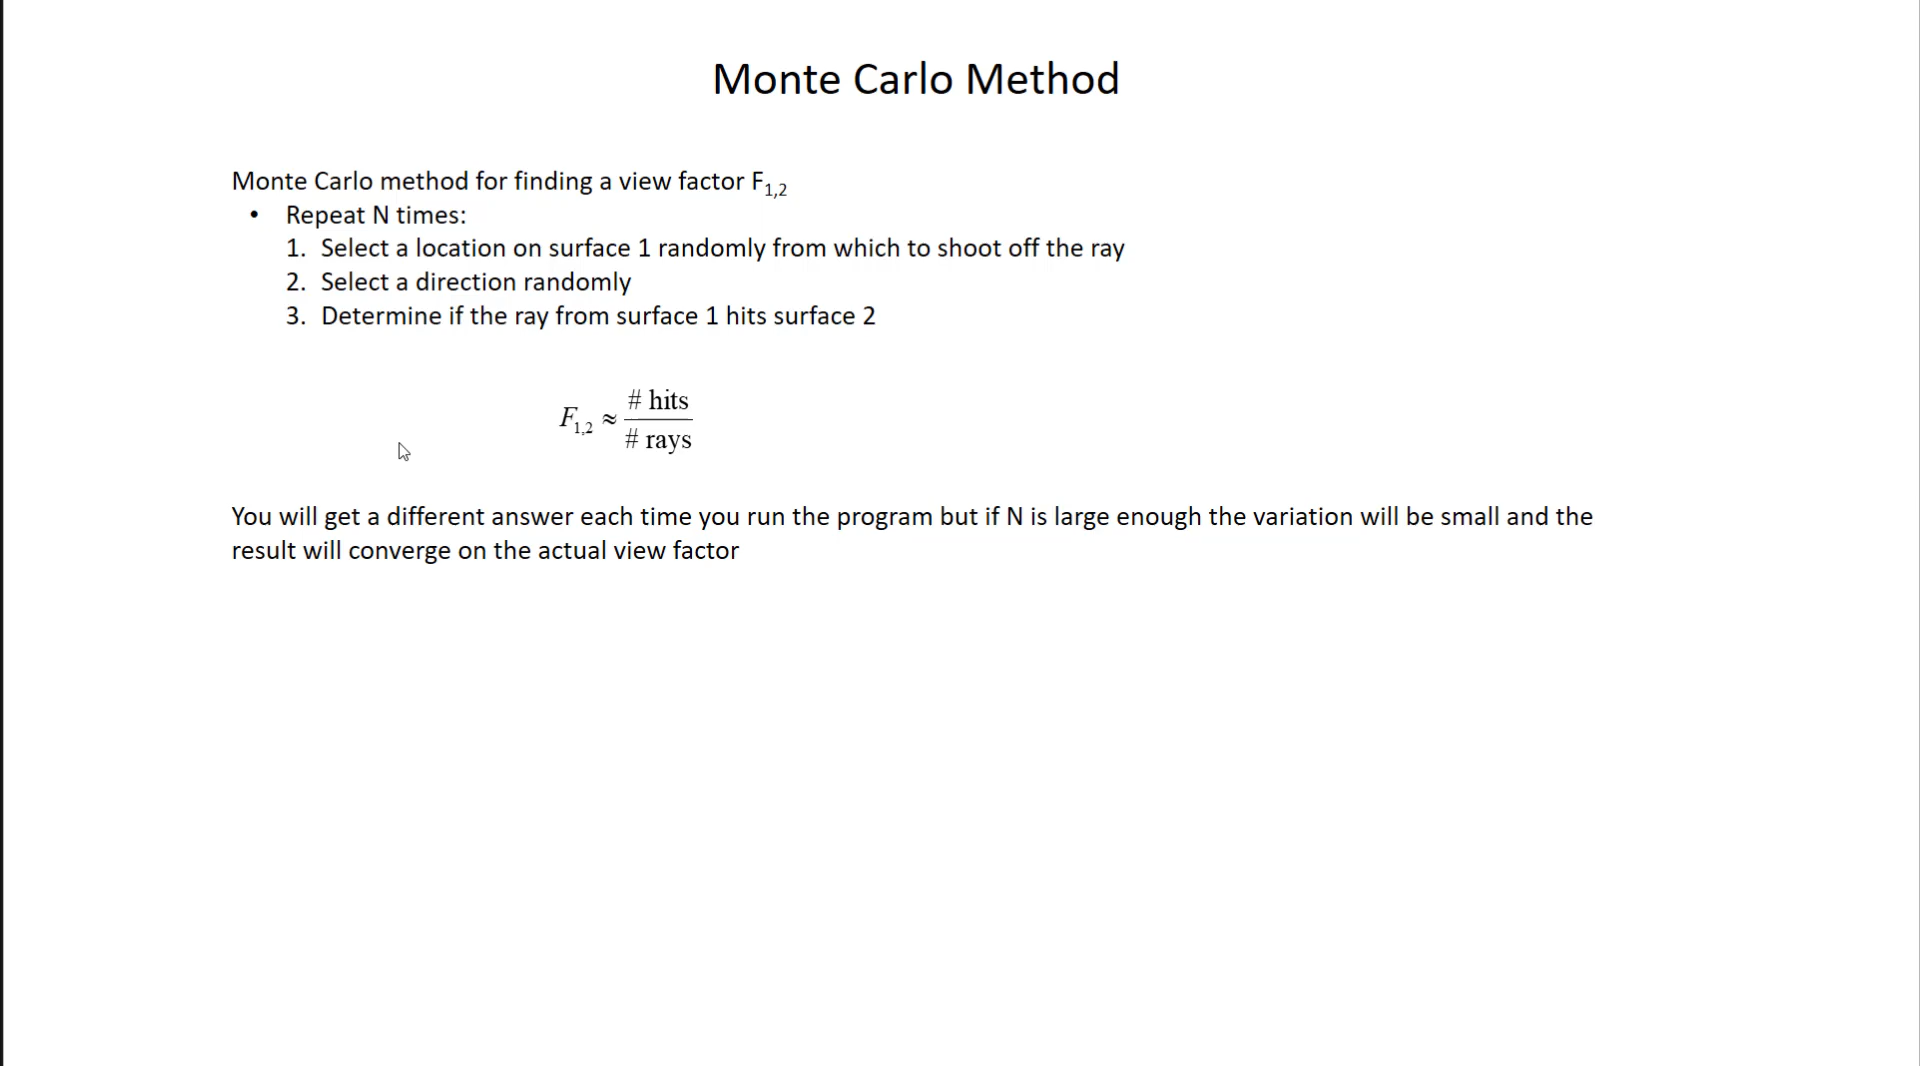 Monte Carlo Method
Monte Carlo method for finding a view factor F1,2
• Repeat N times:
1. Select a location on surface 1 randomly from which to shoot off the ray
2. Select a direction randomly
3. Determine if the ray from surface 1 hits surface 2
F1,2 ≈ # hits / # rays
You will get a different answer each time you run the program but if N is large enough the variation will be small and the
result will converge on the actual view factor